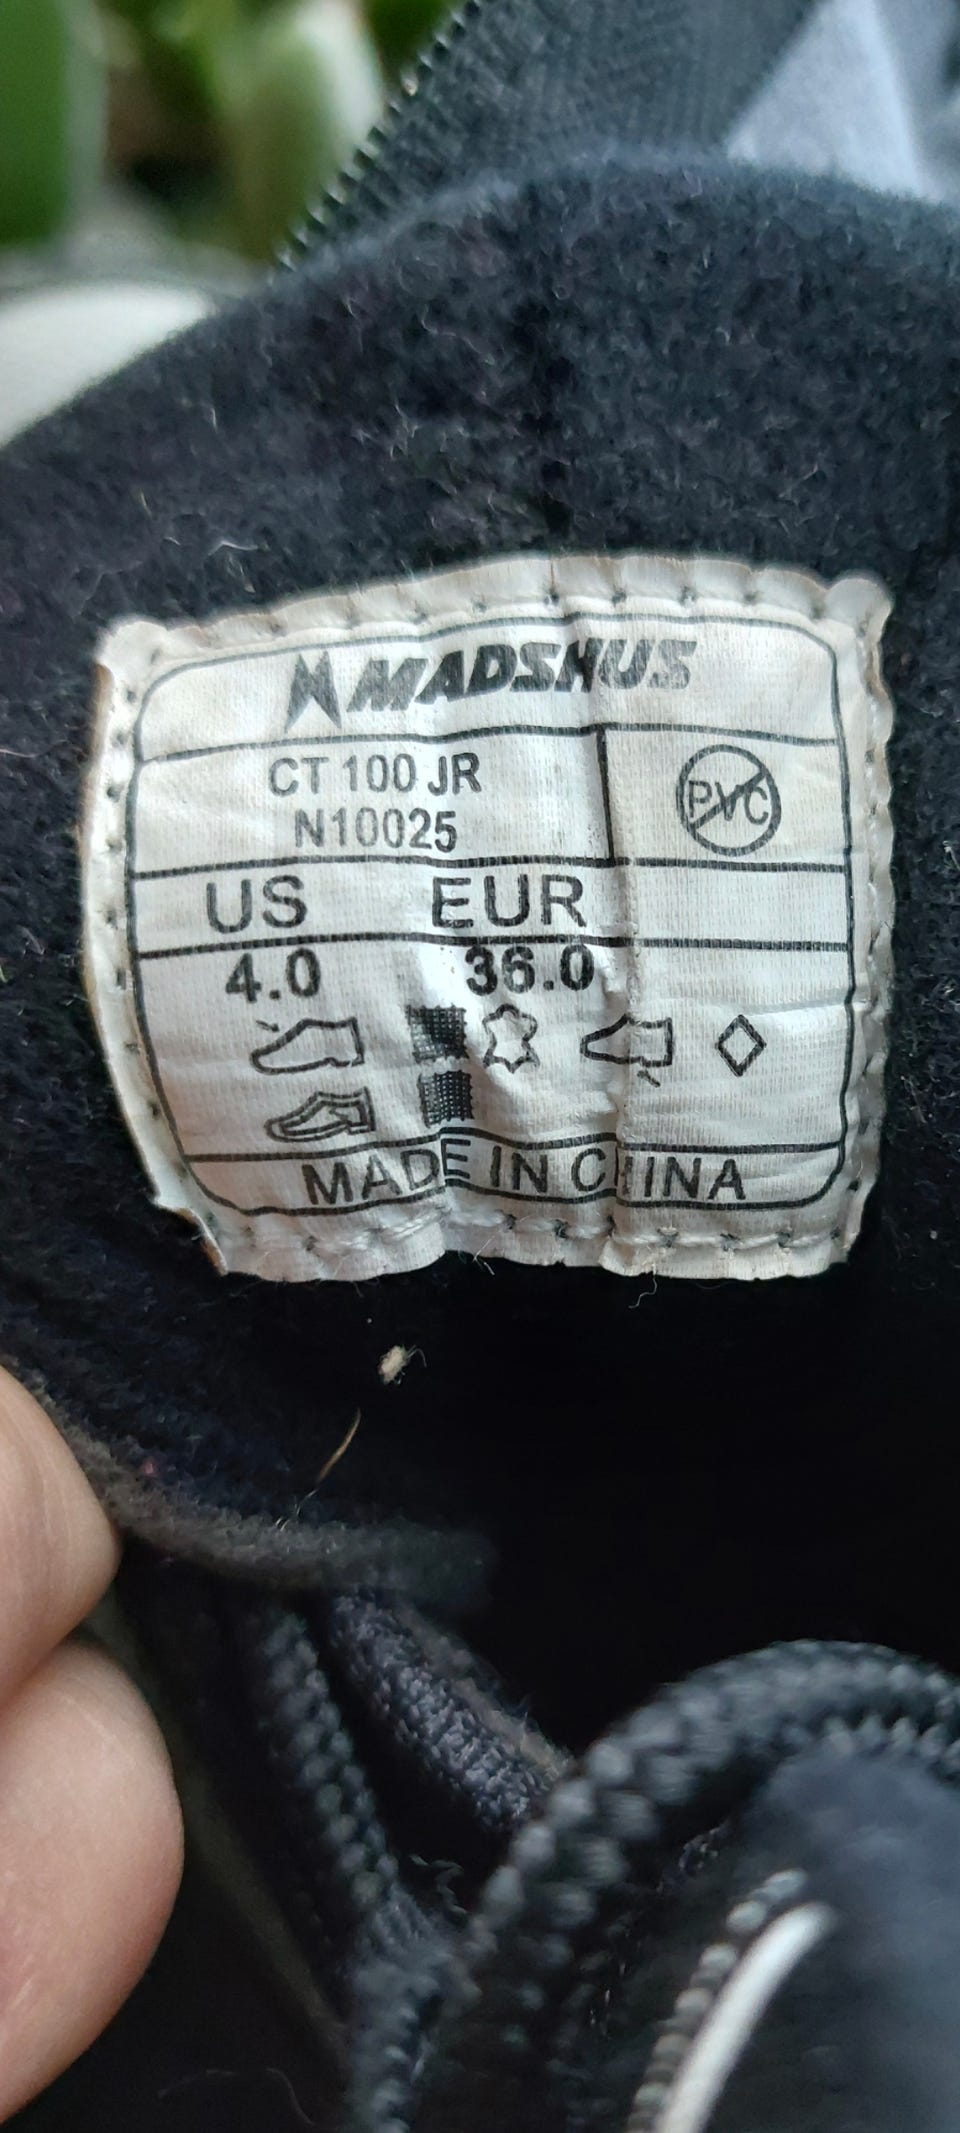 MADSHUS
CT 100 JR
N10025
PVC
US EUR
4.0 36.0
MADE IN CHINA